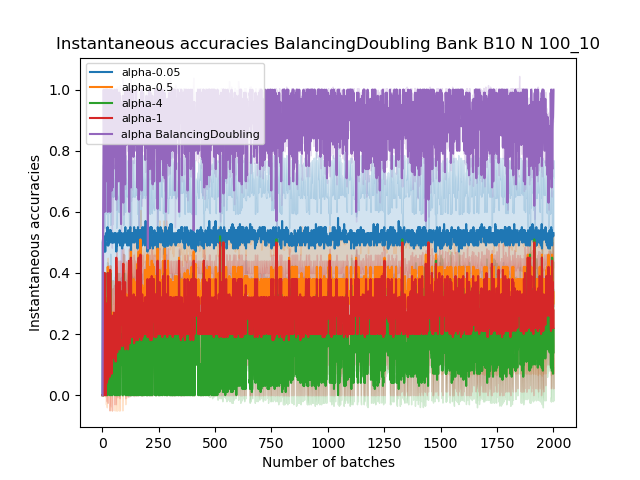 Instantaneous accuracies BalancingDoubling Bank B10 N 100_10
alpha-0.05
alpha-0.5
alpha-4
alpha-1
alpha BalancingDoubling
Instantaneous accuracies
1.0
0.8
0.6
0.4
0.2
0.0
0 250 500 750 1000 1250 1500 1750 2000
Number of batches